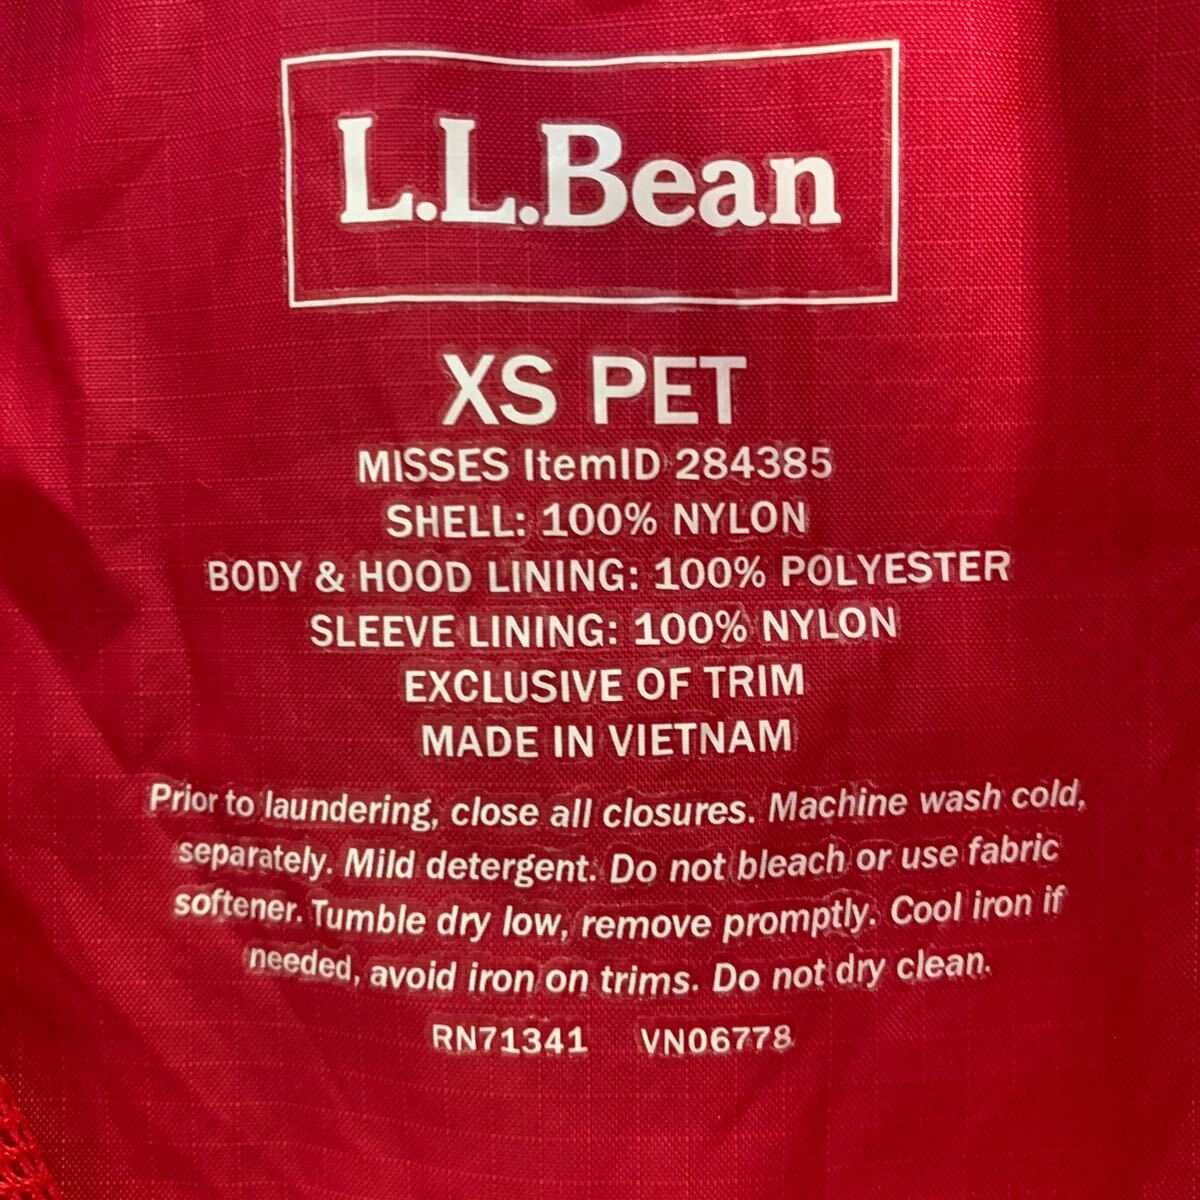 L.L.Bean
XS PET
MISSES ItemID 284385
SHELL: 100% NYLON
BODY & HOOD LINING: 100% POLYESTER
SLEEVE LINING: 100% NYLON
EXCLUSIVE OF TRIM
MADE IN VIETNAM
Prior to laundering, close all closures. Machine wash cold,
separately. Mild detergent. Do not bleach or use fabric
softener. Tumble dry low, remove promptly. Cool iron if
needed, avoid iron on trims. Do not dry clean.
RN71341 VN06778